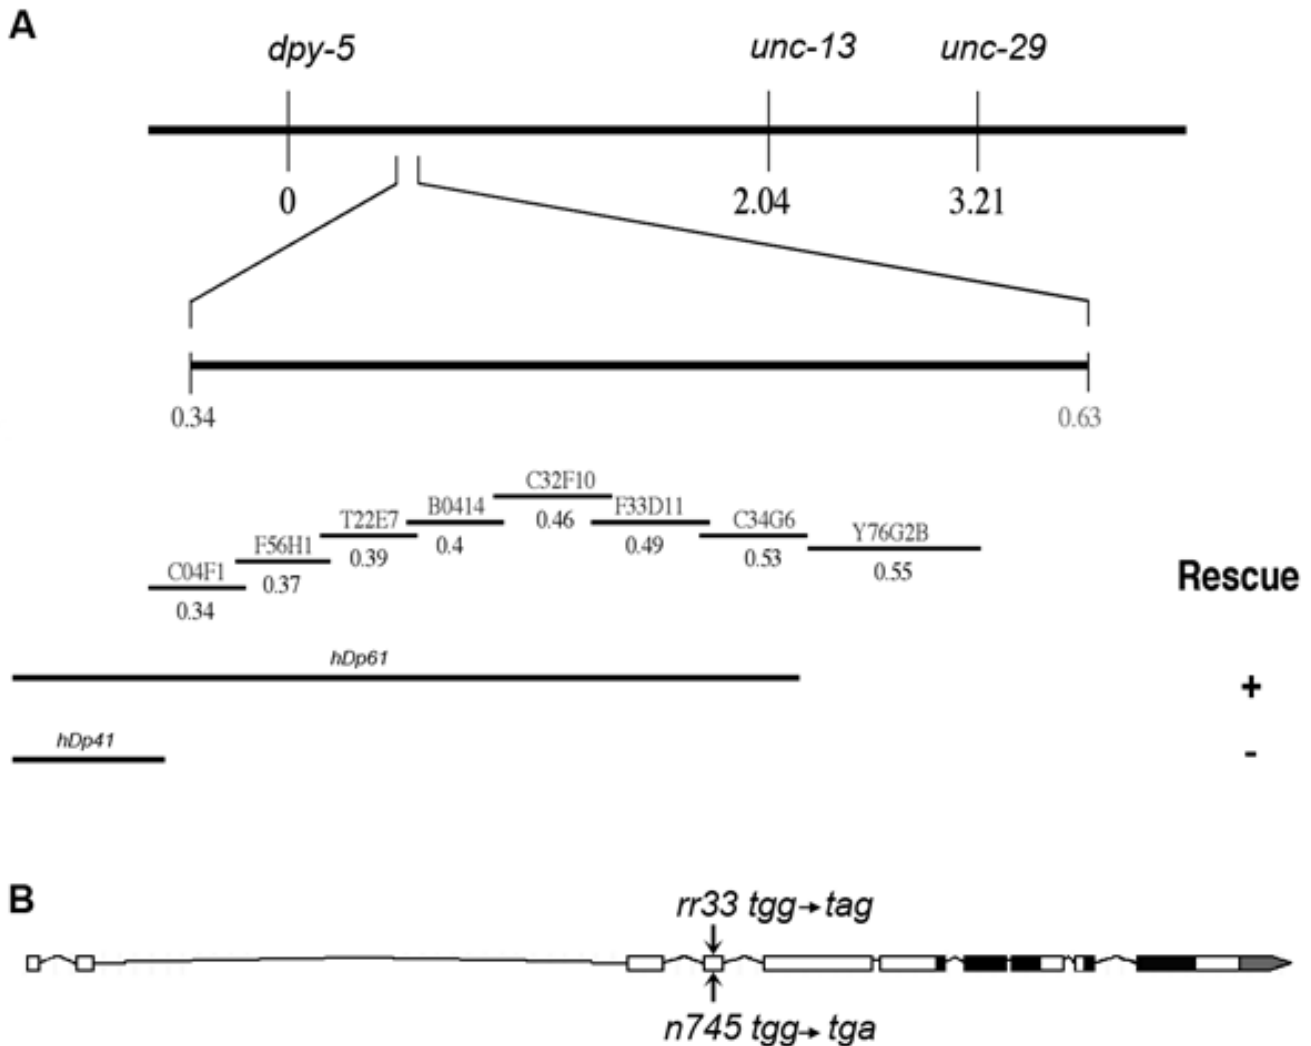 A
dpy-5 unc-13 unc-29
0 2.04 3.21
0.34 0.63
C32F10
B0414 F33D11
T22E7 0.46 C34G6
F56H1 0.4 0.49 Y76G2B
C04F1 0.37 0.39 0.53 0.55
0.34
Rescue
hDp61
+
hDp41
-
B
rr33 tgg→tag
n745 tgg→tga